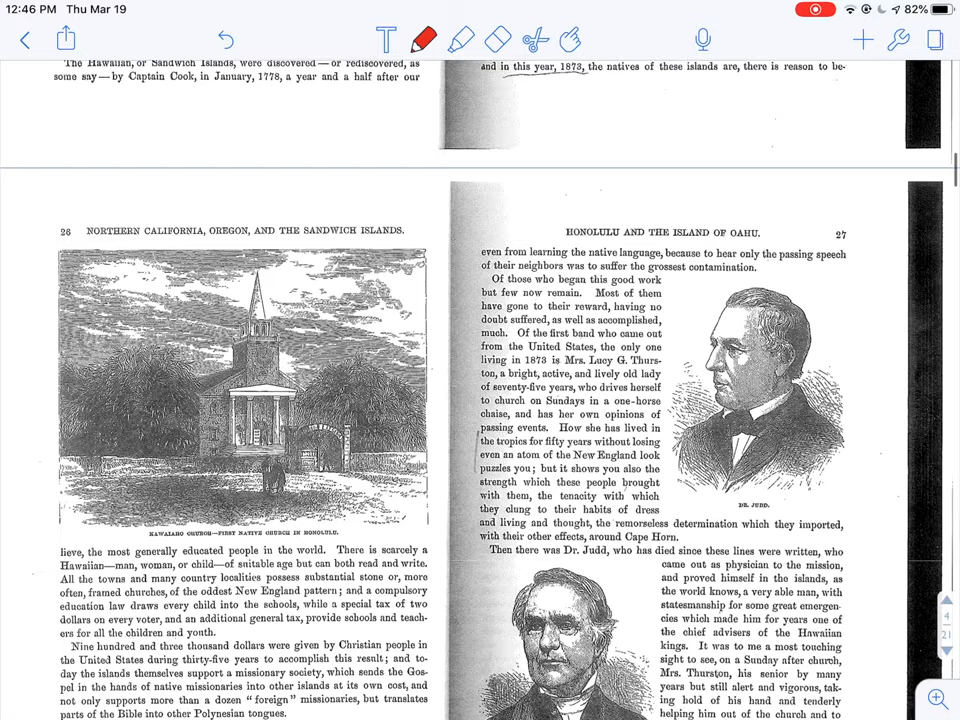 12:46 PM Thu Mar 19
82%
The Hawaiian, or Sandwich Islands, were discovered—or rediscovered, as
some say—by Captain Cook, in January, 1778, a year and a half after our
and in this year, 1873, the natives of these islands are, there is reason to be-
26 NORTHERN CALIFORNIA, OREGON, AND THE SANDWICH ISLANDS.
KAWAIAHO CHURCH—FIRST NATIVE CHURCH IN HONOLULU.
lieve, the most generally educated people in the world. There is scarcely a
Hawaiian—man, woman, or child—of suitable age but can both read and write.
All the towns and many country localities possess substantial stone or, more
often, framed churches, of the oddest New England pattern; and a compulsory
education law draws every child into the schools, while a special tax of two
dollars on every voter, and an additional general tax, provide schools and teach-
ers for all the children and youth.
Nine hundred and three thousand dollars were given by Christian people in
the United States during thirty-five years to accomplish this result; and to-
day the islands themselves support a missionary society, which sends the Gos-
pel in the hands of native missionaries into other islands at its own cost, and
not only supports more than a dozen "foreign" missionaries, but translates
parts of the Bible into other Polynesian tongues.
HONOLULU AND THE ISLAND OF OAHU. 27
even from learning the native language, because to hear only the passing speech
of their neighbors was to suffer the grossest contamination.
Of those who began this good work
but few now remain. Most of them
have gone to their reward, having no
doubt suffered, as well as accomplished,
much. Of the first band who came out
from the United States, the only one
living in 1873 is Mrs. Lucy G. Thurs-
ton, a bright, active, and lively old lady
of seventy-five years, who drives herself
to church on Sundays in a one-horse
chaise, and has her own opinions of
passing events. How she has lived in
the tropics for fifty years without losing
even an atom of the New England look
puzzles you; but it shows you also the
strength which these people brought
with them, the tenacity with which
they clung to their habits of dress
and living and thought, the remorseless determination which they imported,
with their other effects, around Cape Horn.
DR. JUDD.
Then there was Dr. Judd, who has died since these lines were written, who
came out as physician to the mission,
and proved himself in the islands, as
the world knows, a very able man, with
statesmanship for some great emergen-
cies which made him for years one of
the chief advisers of the Hawaiian
kings. It was to me a most touching
sight to see, on a Sunday after church,
Mrs. Thurston, his senior by many
years but still alert and vigorous, tak-
ing hold of his hand and tenderly
helping him out of the church and to
4
21